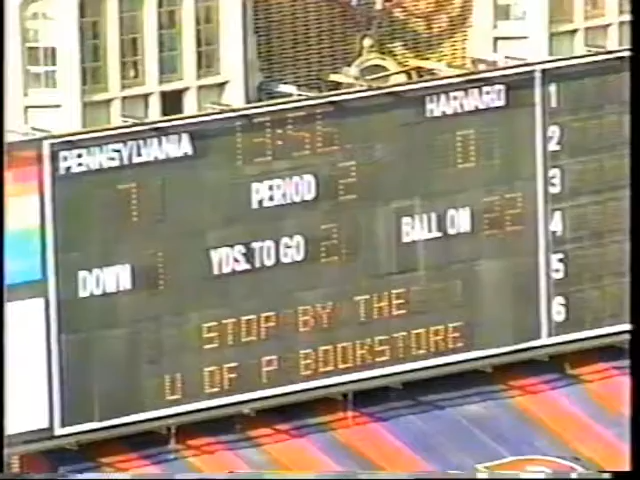 PENNSYLVANIA 13:56 HARVARD
7 PERIOD 2 0
DOWN 1 YDS. TO GO 2 BALL ON 22
STOP BY THE
U OF P BOOKSTORE
1
2
3
4
5
6